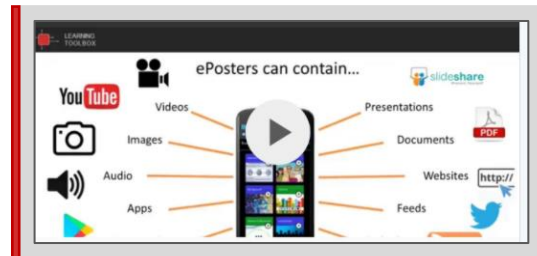 LEARNING
TOOLBOX
ePosters can contain...
slideshare
YouTube
Videos
Presentations
PDF
Images
Documents
Audio
Websites
http://
Apps
Feeds